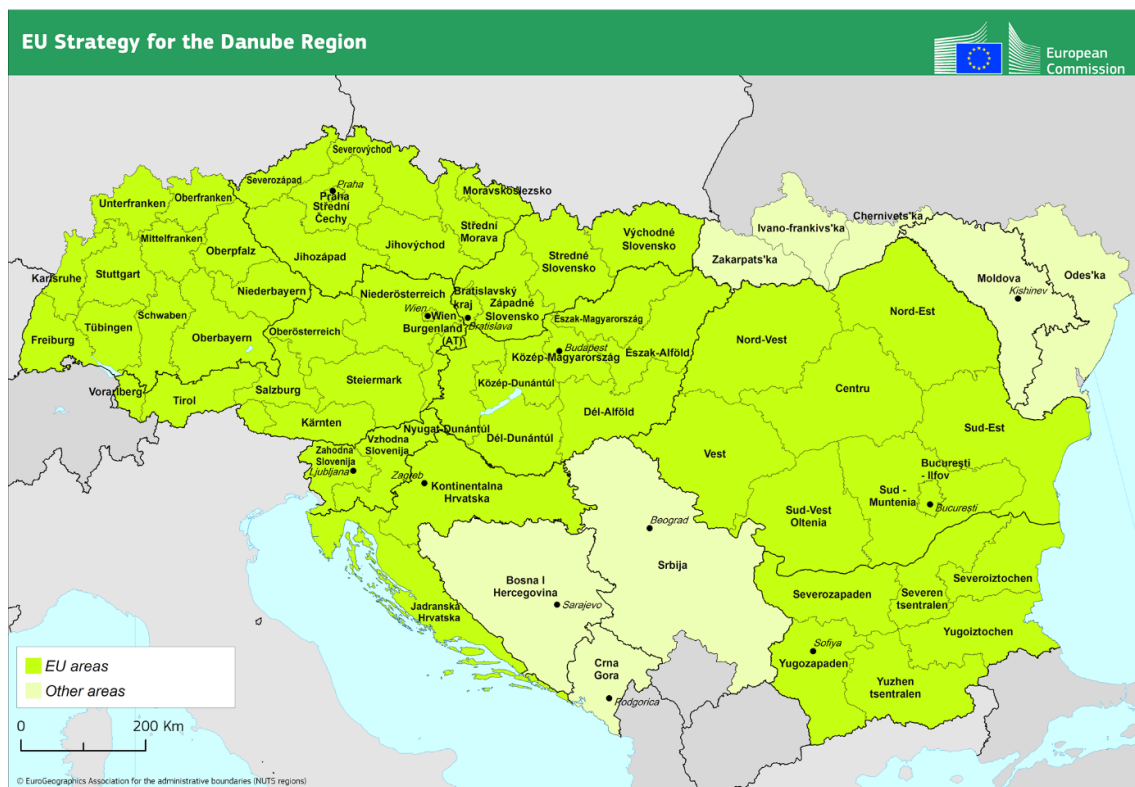 EU Strategy for the Danube Region
European
Commission
Severovýchod
Severozápad
Praha
Praha
Střední
Čechy
Moravskoslezsko
Unterfranken
Oberfranken
Střední
Morava
Mittelfranken
Oberpfalz
Jihozápad
Jihovýchod
Karlsruhe
Stuttgart
Niederbayern
Schwaben
Tübingen
Freiburg
Oberbayern
Niederösterreich
Wien
Wien
Burgenland
(AT)
Oberösterreich
Bratislavský
kraj
Bratislava
Západné
Slovensko
Stredné
Slovensko
Východné
Slovensko
Zakarpats'ka
Ivano-frankivs'ka
Chernivets'ka
Moldova
Kishinev
Odes'ka
Vorarlberg
Tirol
Salzburg
Steiermark
Kärnten
Észak-Magyarország
Budapest
Közép-Magyarország
Észak-Alföld
Közép-Dunántúl
Nyugat-Dunántúl
Dél-Dunántúl
Dél-Alföld
Nord-Vest
Nord-Est
Centru
Sud-Est
Vest
Bucureşti
- Ilfov
Sud -
Muntenia
Bucureşti
Sud-Vest
Oltenia
Zahodna
Slovenija
Ljubljana
Vzhodna
Slovenija
Zagreb
Kontinentalna
Hrvatska
Jadranska
Hrvatska
Bosna I
Hercegovina
Sarajevo
Beograd
Srbija
Crna
Gora
Podgorica
Severozapaden
Severen
tsentralen
Severoiztochen
Yugoiztochen
Sofiya
Yugozapaden
Yuzhen
tsentralen
EU areas
Other areas
0 200 Km
© EuroGeographics Association for the administrative boundaries (NUTS regions)